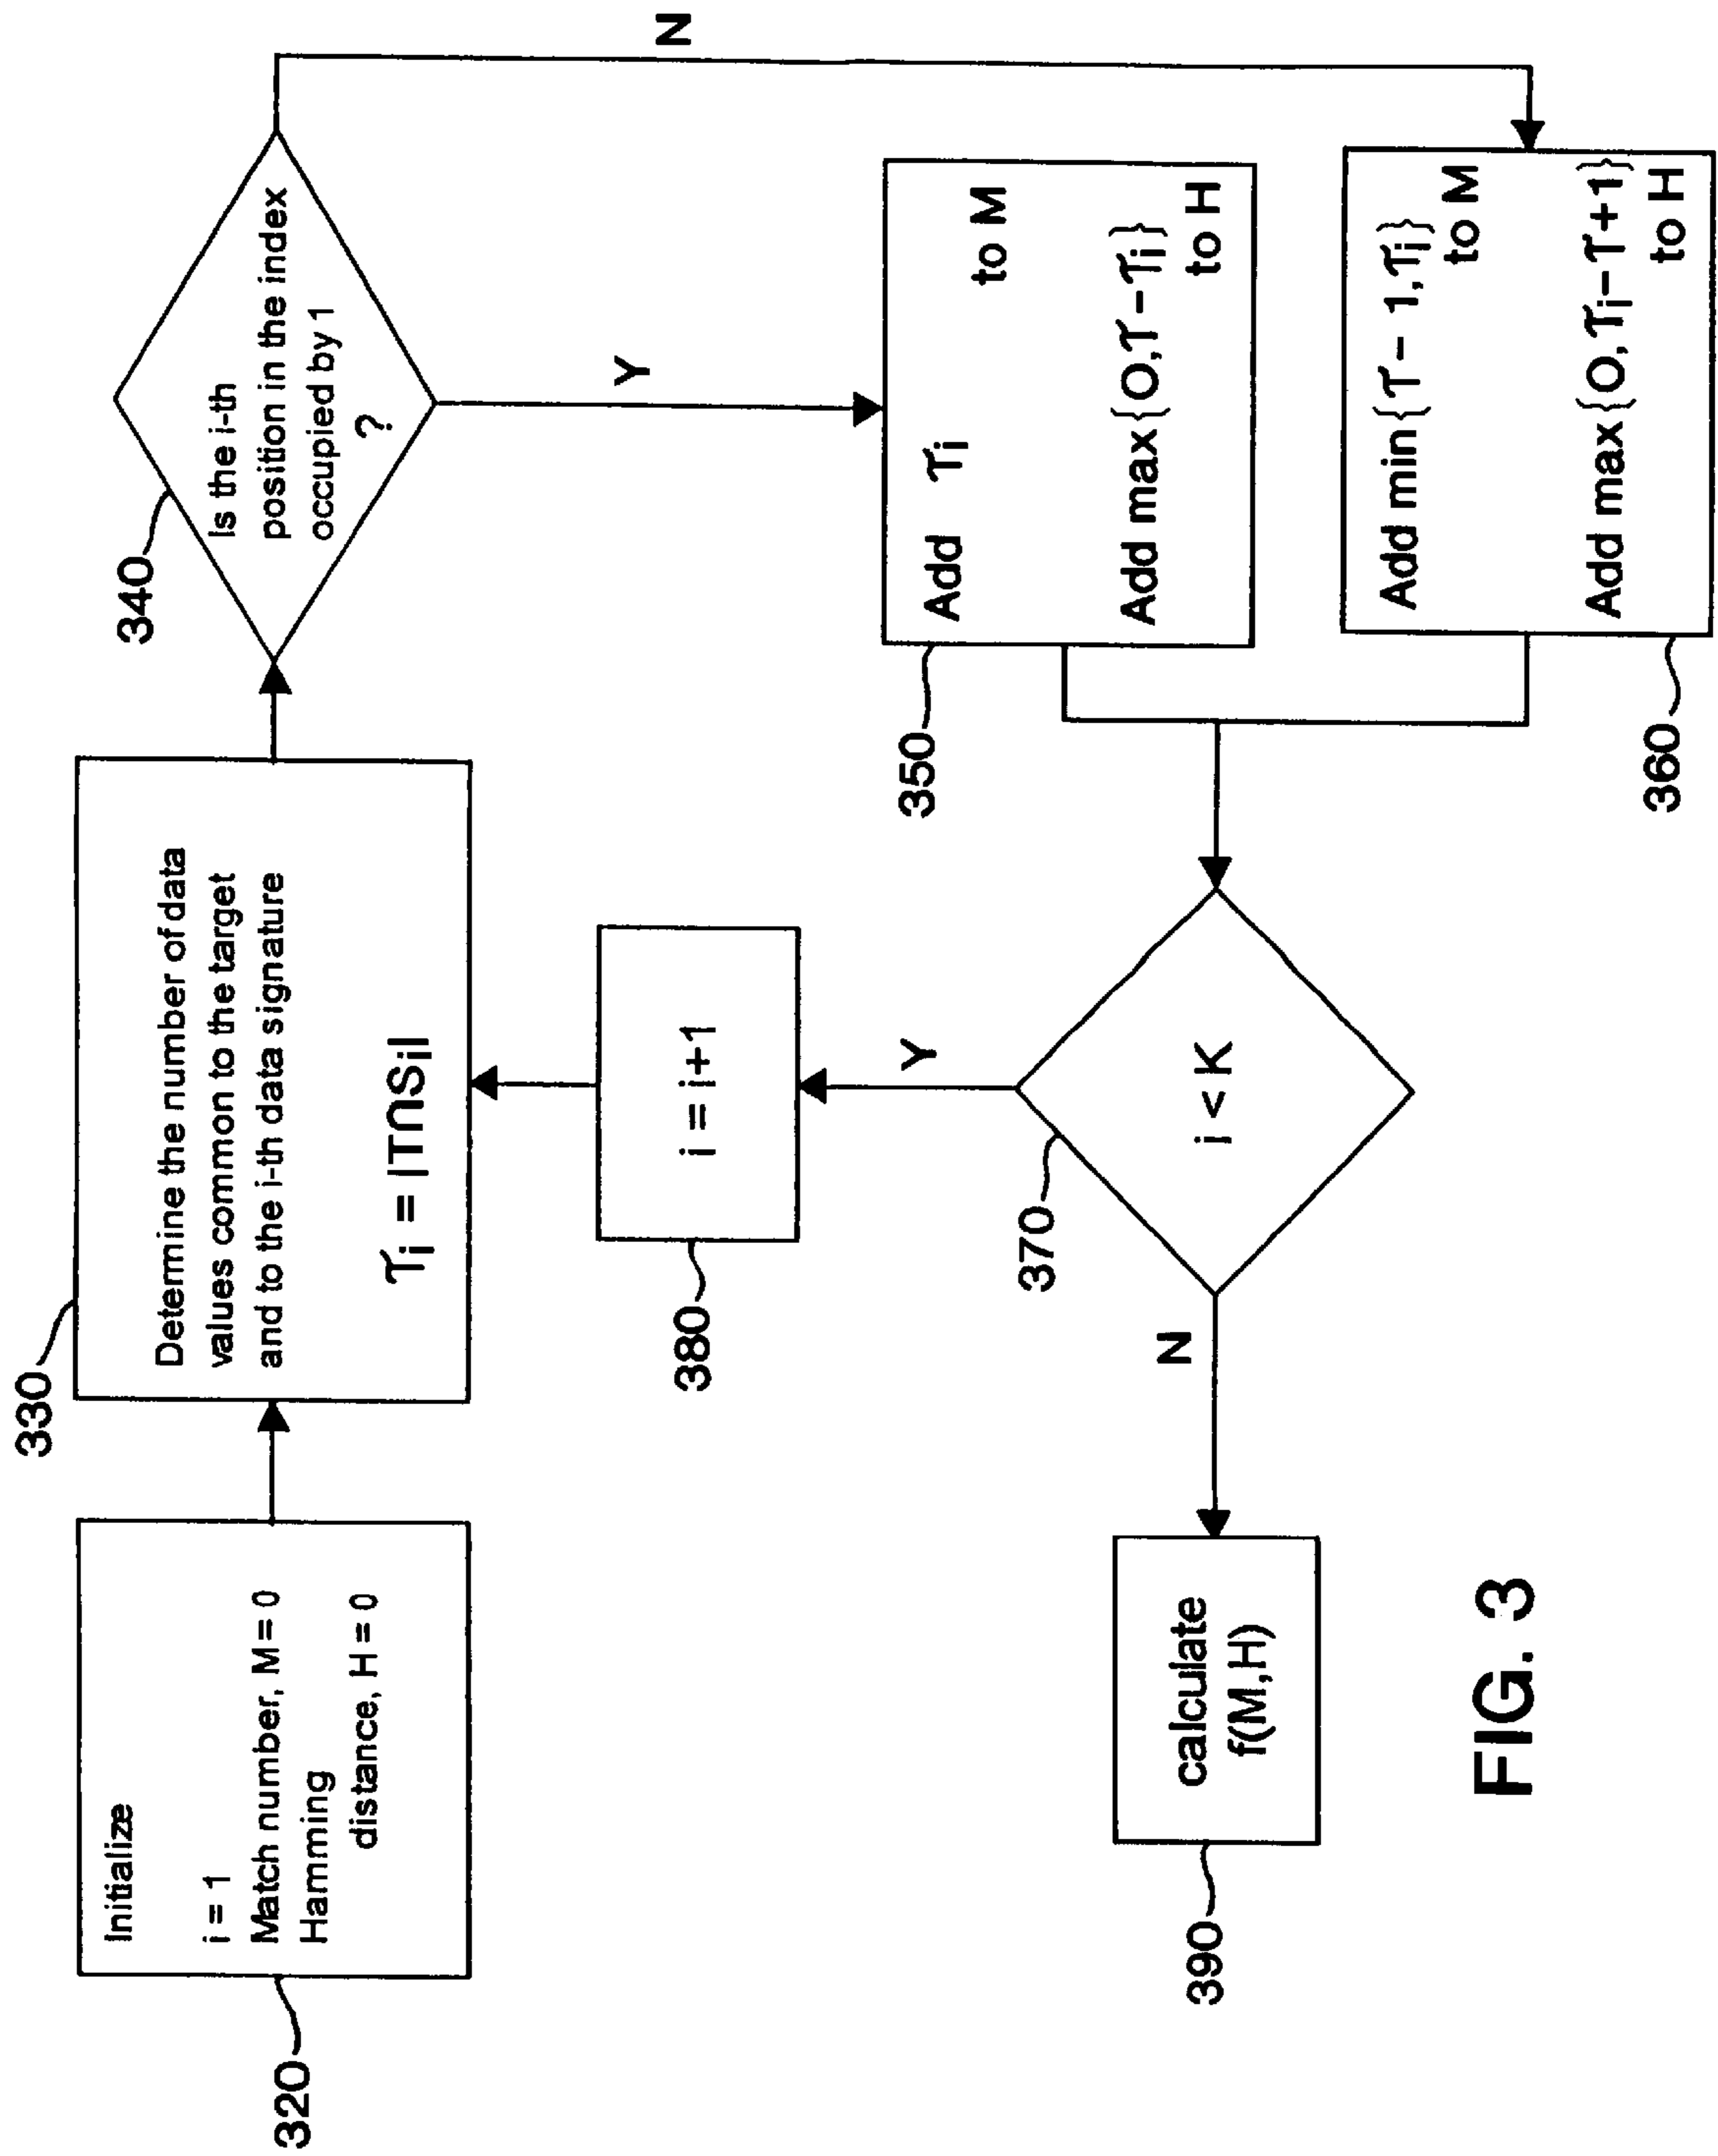 320
Initialize
i = 1
Match number, M = 0
Hamming
distance, H = 0
330
Determine the number of data
values common to the target
and to the i-th data signature
τi = |T∩Si|
340
Is the i-th
position in the index
occupied by 1
?
Y
N
350
Add τi to M
Add max{0,τ-τi}
to H
360
Add min{τ-1,τi}
to M
Add max{0,τi-τ+1}
to H
370
i < K
Y
N
380
i = i+1
390
calculate
f(M,H)
FIG. 3